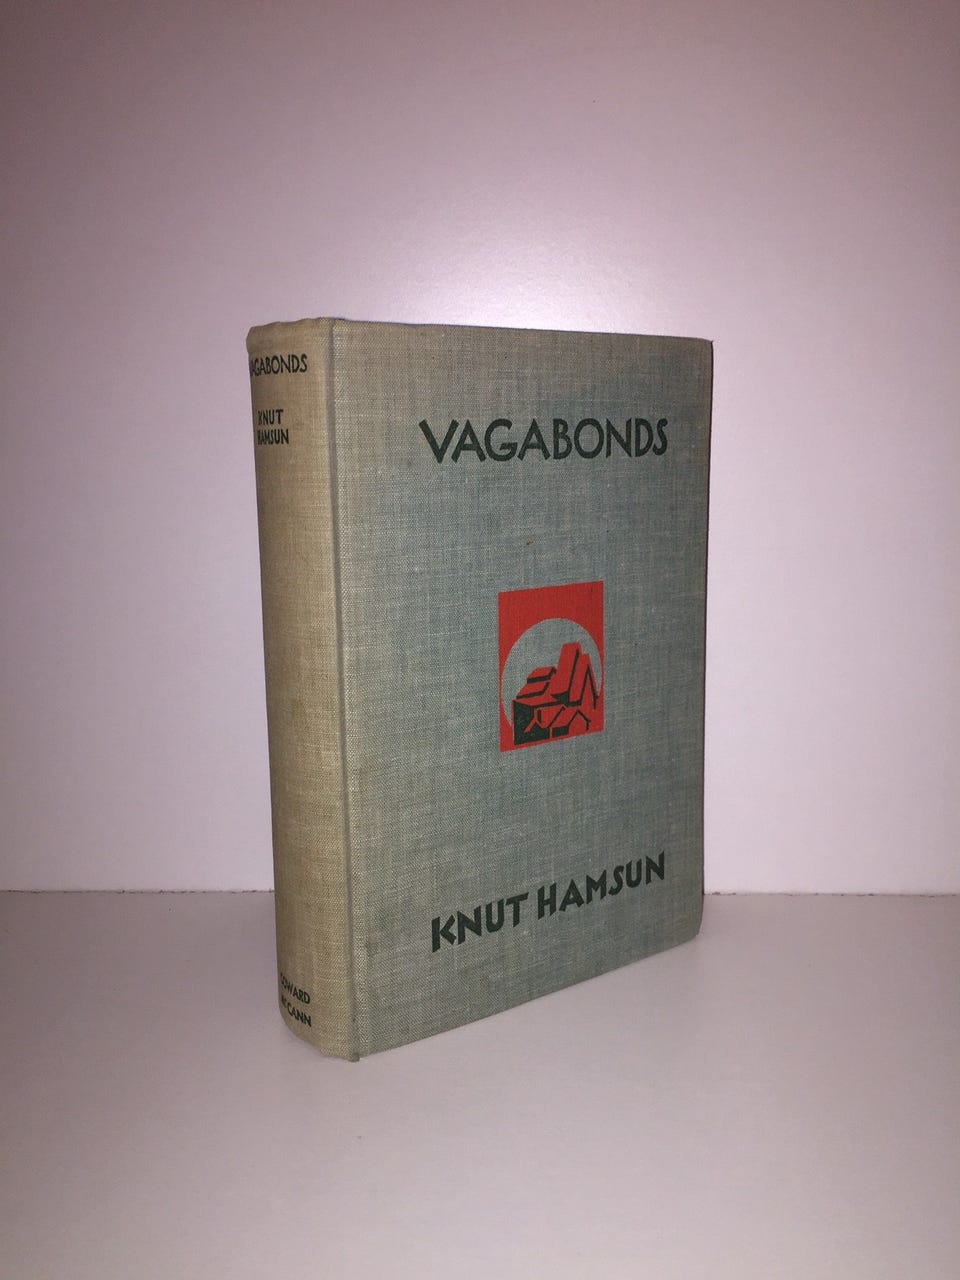 VAGABONDS
KNUT
HAMSUN
COWARD
McCANN
VAGABONDS
KNUT HAMSUN